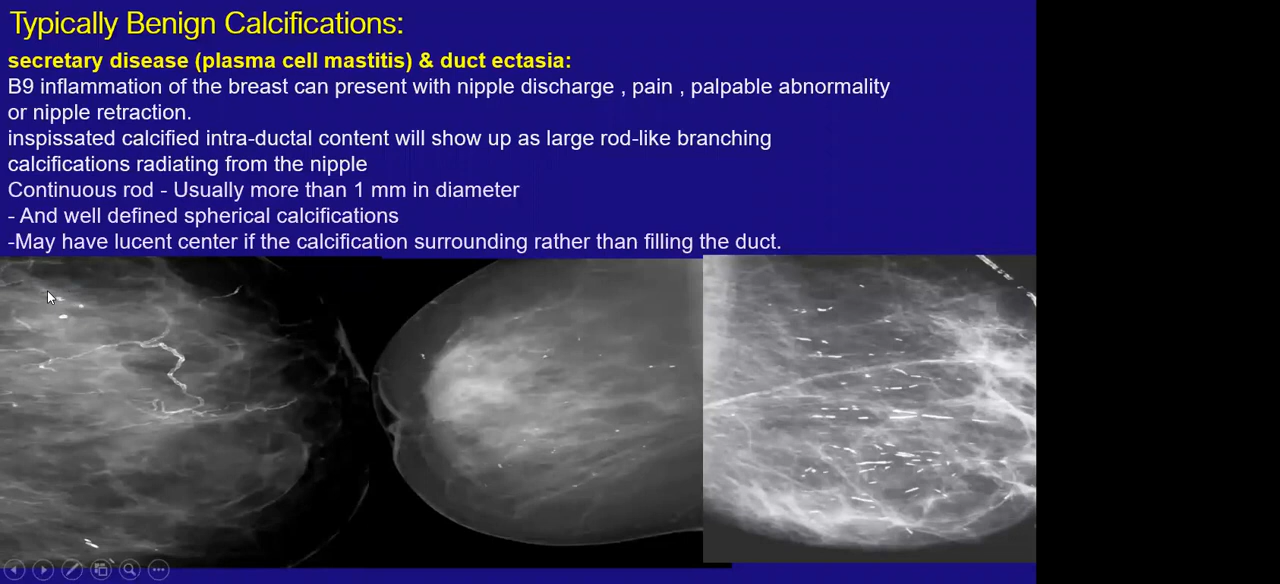 Typically Benign Calcifications:
secretary disease (plasma cell mastitis) & duct ectasia:
B9 inflammation of the breast can present with nipple discharge , pain , palpable abnormality
or nipple retraction.
inspissated calcified intra-ductal content will show up as large rod-like branching
calcifications radiating from the nipple
Continuous rod - Usually more than 1 mm in diameter
- And well defined spherical calcifications
-May have lucent center if the calcification surrounding rather than filling the duct.